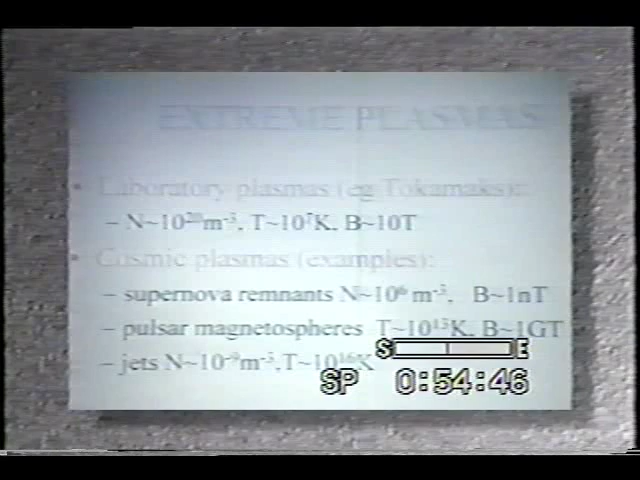 EXTREME PLASMAS
• Laboratory plasmas (eg Tokamaks):
– N~10²⁰m⁻³, T~10⁷K, B~10T
• Cosmic plasmas (examples):
– supernova remnants N~10⁶ m⁻³, B~1nT
– pulsar magnetospheres T~10¹³K, B~1GT
– jets N~10⁻⁹m⁻³,T~10¹⁶K
S E
SP 0:54:46